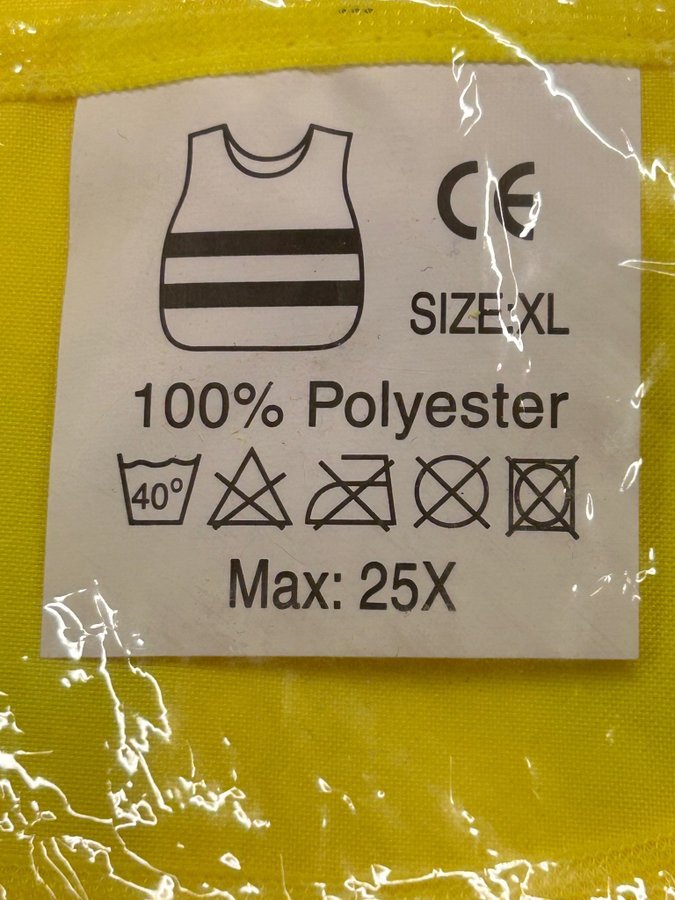 CE
SIZE:XL
100% Polyester
40°
Max: 25X